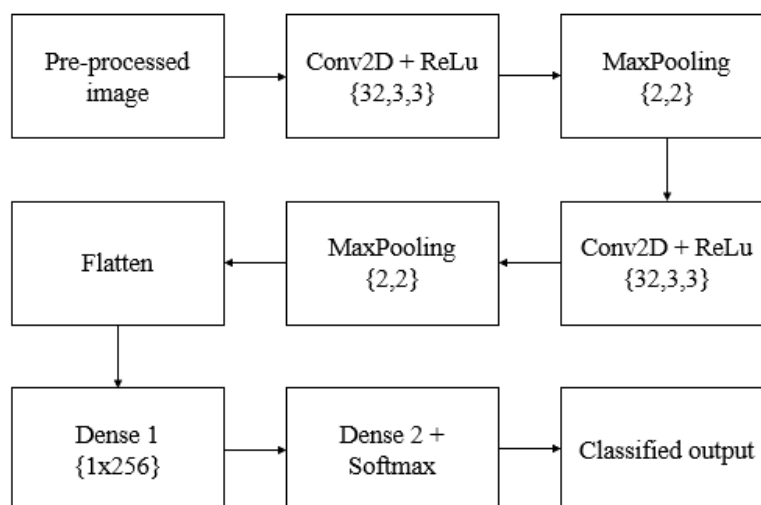 Pre-processed
image
Conv2D + ReLu
{32,3,3}
MaxPooling
{2,2}
Conv2D + ReLu
{32,3,3}
MaxPooling
{2,2}
Flatten
Dense 1
{1x256}
Dense 2 +
Softmax
Classified output